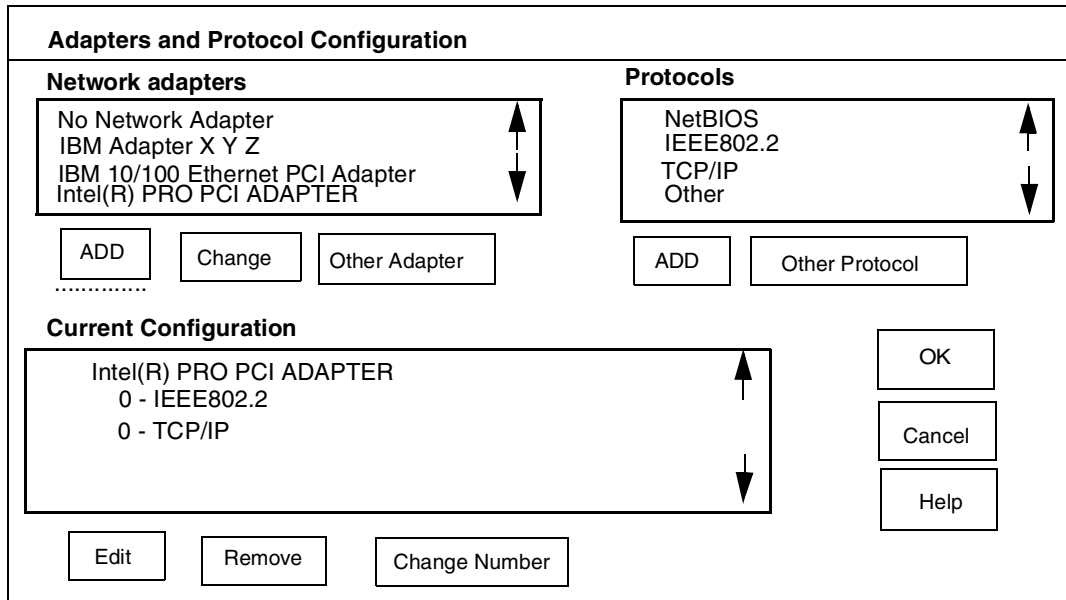 Adapters and Protocol Configuration
Network adapters
No Network Adapter
IBM Adapter X Y Z
IBM 10/100 Ethernet PCI Adapter
Intel(R) PRO PCI ADAPTER
ADD
Change
Other Adapter
..............
Protocols
NetBIOS
IEEE802.2
TCP/IP
Other
ADD
Other Protocol
Current Configuration
Intel(R) PRO PCI ADAPTER
0 - IEEE802.2
0 - TCP/IP
OK
Cancel
Help
Edit
Remove
Change Number